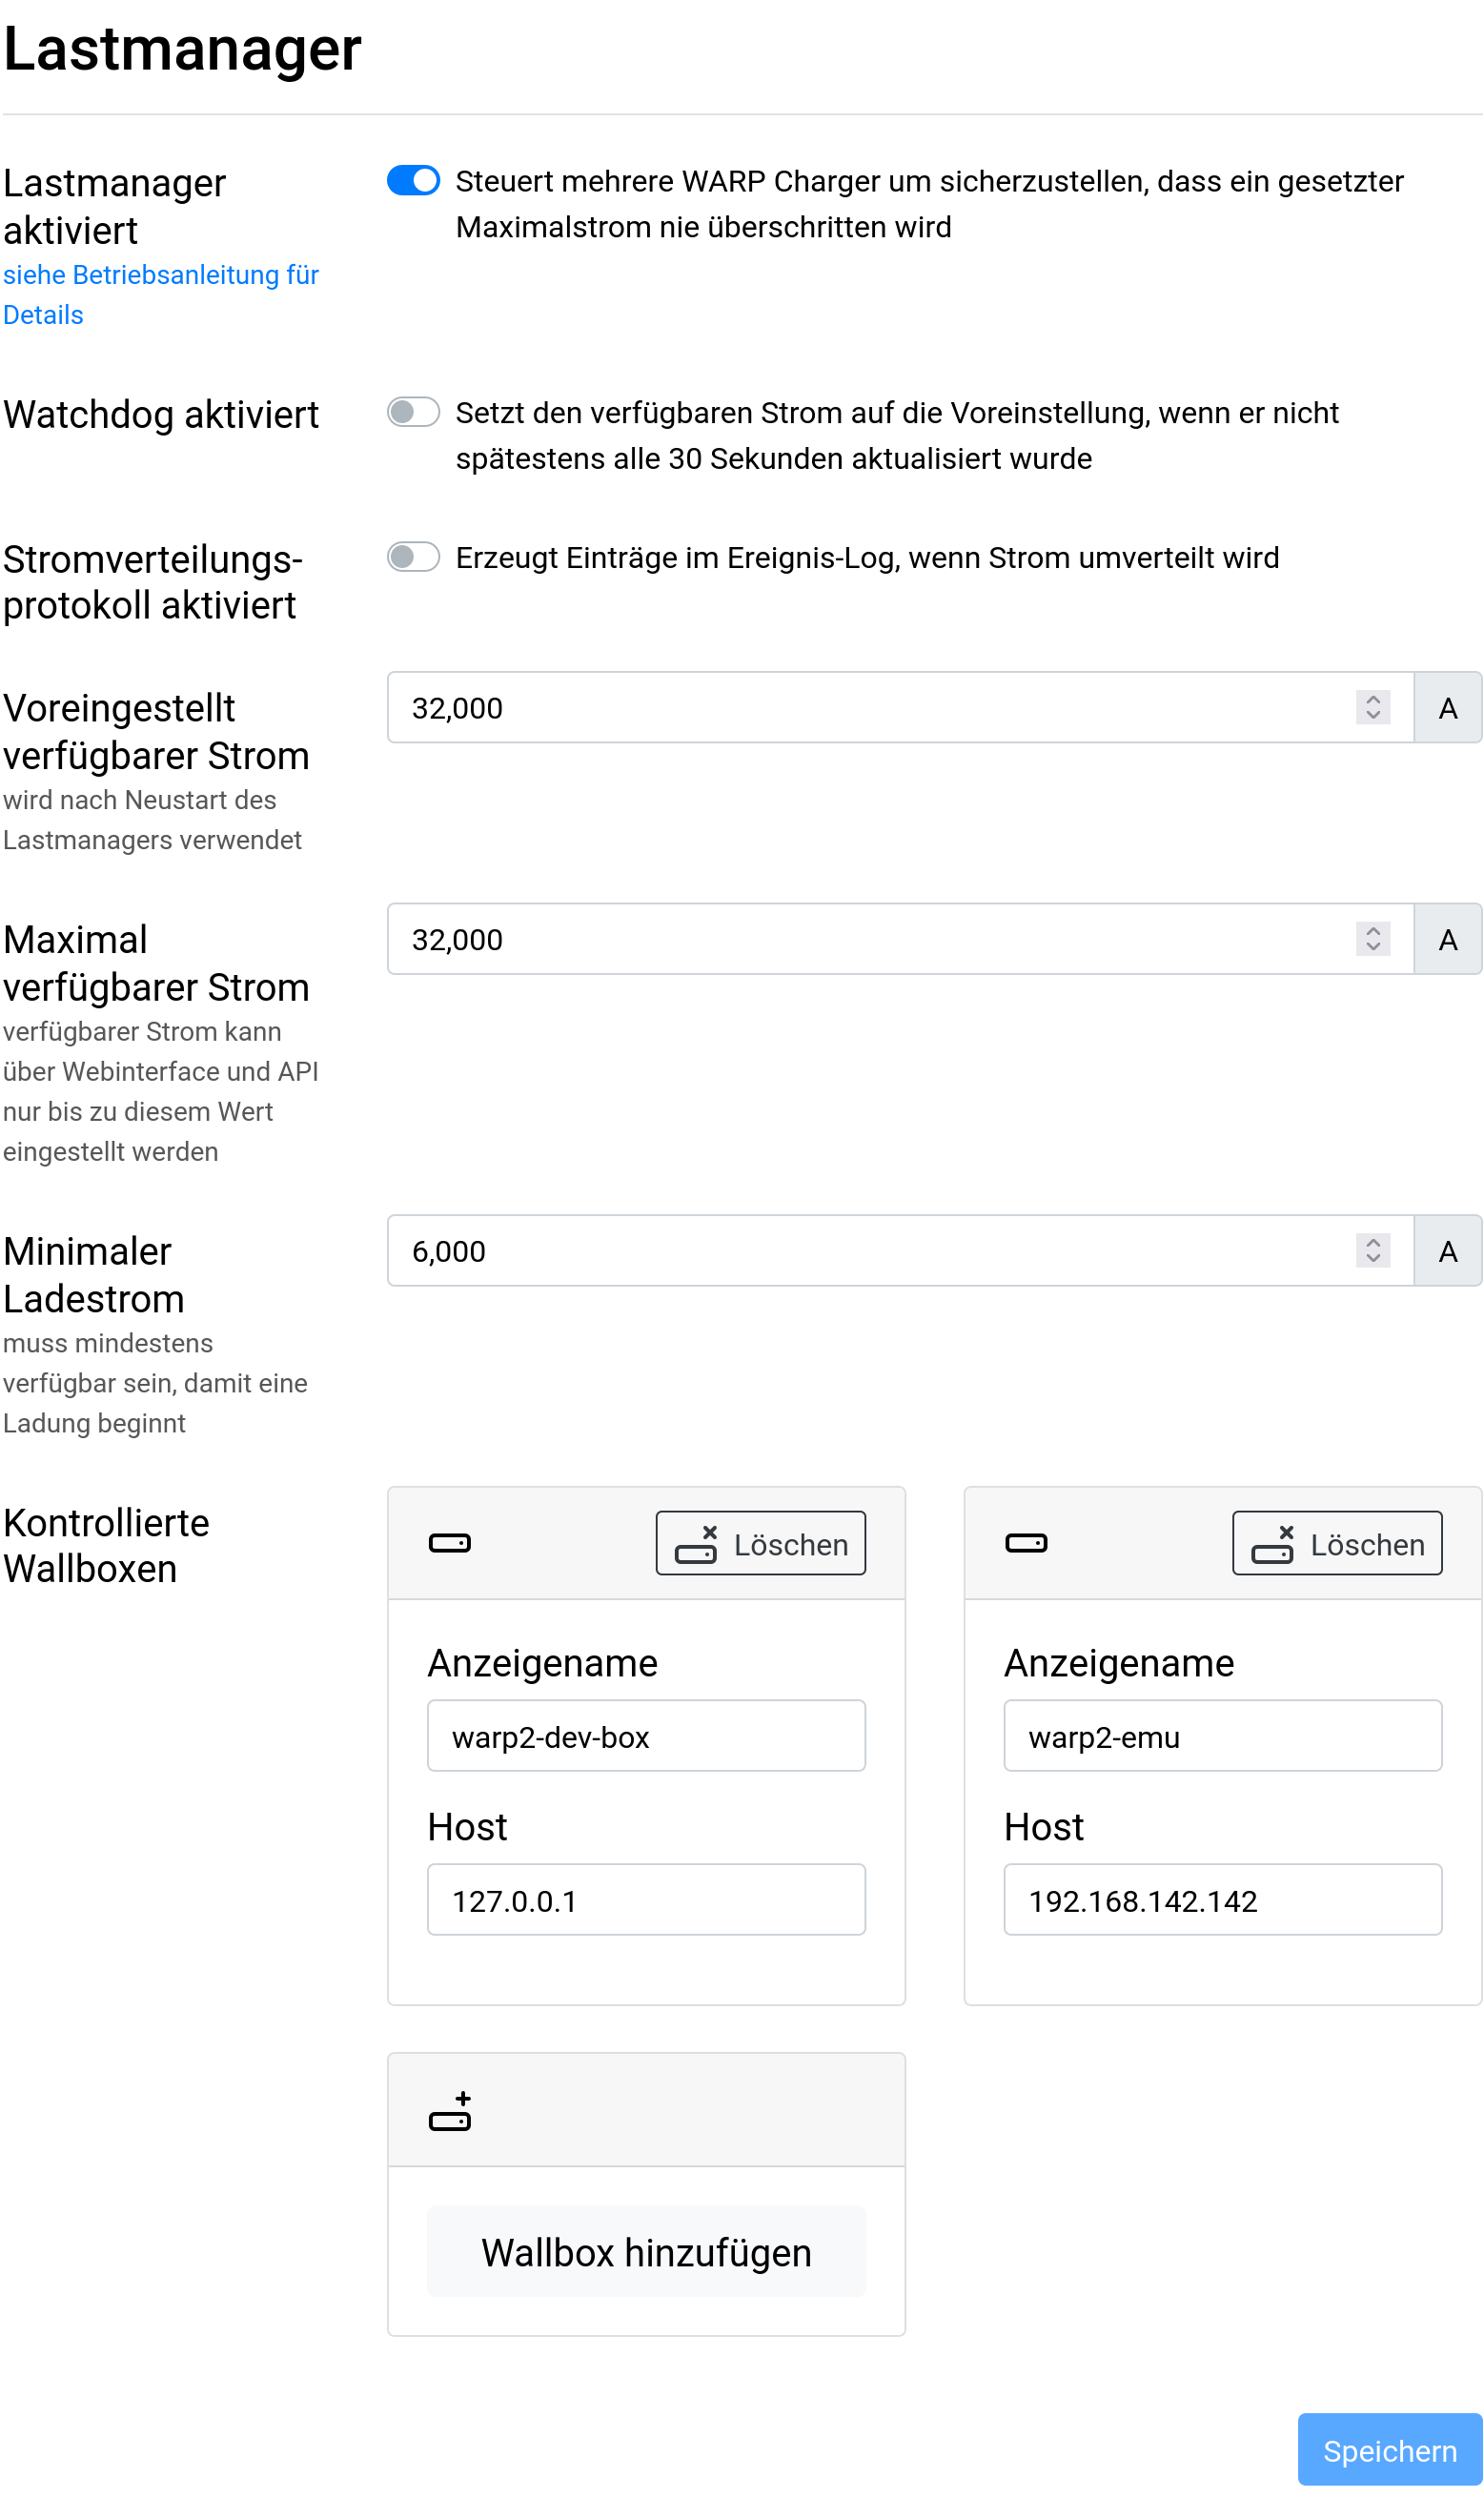 Lastmanager
Lastmanager
aktiviert
siehe Betriebsanleitung für
Details
Steuert mehrere WARP Charger um sicherzustellen, dass ein gesetzter
Maximalstrom nie überschritten wird
Watchdog aktiviert
Setzt den verfügbaren Strom auf die Voreinstellung, wenn er nicht
spätestens alle 30 Sekunden aktualisiert wurde
Stromverteilungs-
protokoll aktiviert
Erzeugt Einträge im Ereignis-Log, wenn Strom umverteilt wird
Voreingestellt
verfügbarer Strom
wird nach Neustart des
Lastmanagers verwendet
32,000 A
Maximal
verfügbarer Strom
verfügbarer Strom kann
über Webinterface und API
nur bis zu diesem Wert
eingestellt werden
32,000 A
Minimaler
Ladestrom
muss mindestens
verfügbar sein, damit eine
Ladung beginnt
6,000 A
Kontrollierte
Wallboxen
Löschen
Anzeigename
warp2-dev-box
Host
127.0.0.1
Löschen
Anzeigename
warp2-emu
Host
192.168.142.142
Wallbox hinzufügen
Speichern